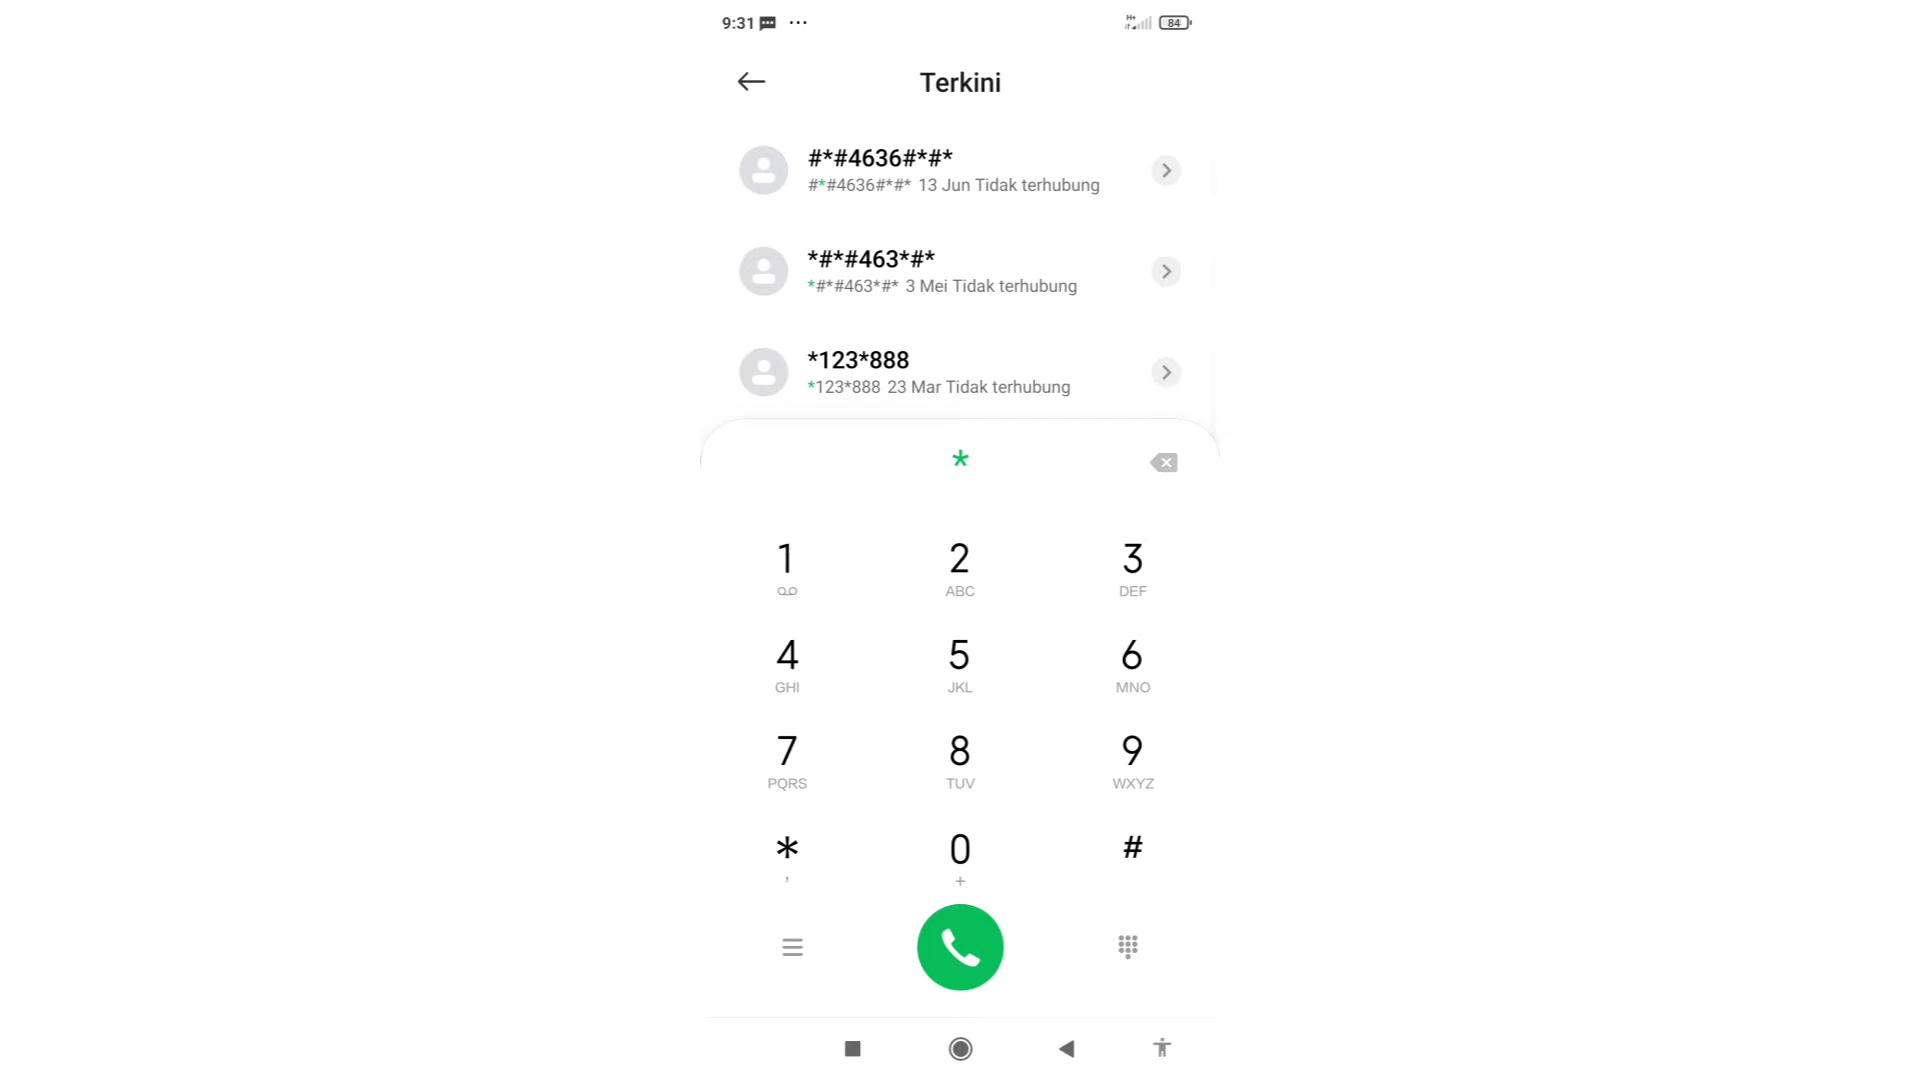 9:31
84
Terkini
#*#4636#*#*
#*#4636#*#* 13 Jun Tidak terhubung
*#*#463*#*
*#*#463*#* 3 Mei Tidak terhubung
*123*888
*123*888 23 Mar Tidak terhubung
*
1 2 3
ABC DEF
4 5 6
GHI JKL MNO
7 8 9
PQRS TUV WXYZ
* 0 #
, +